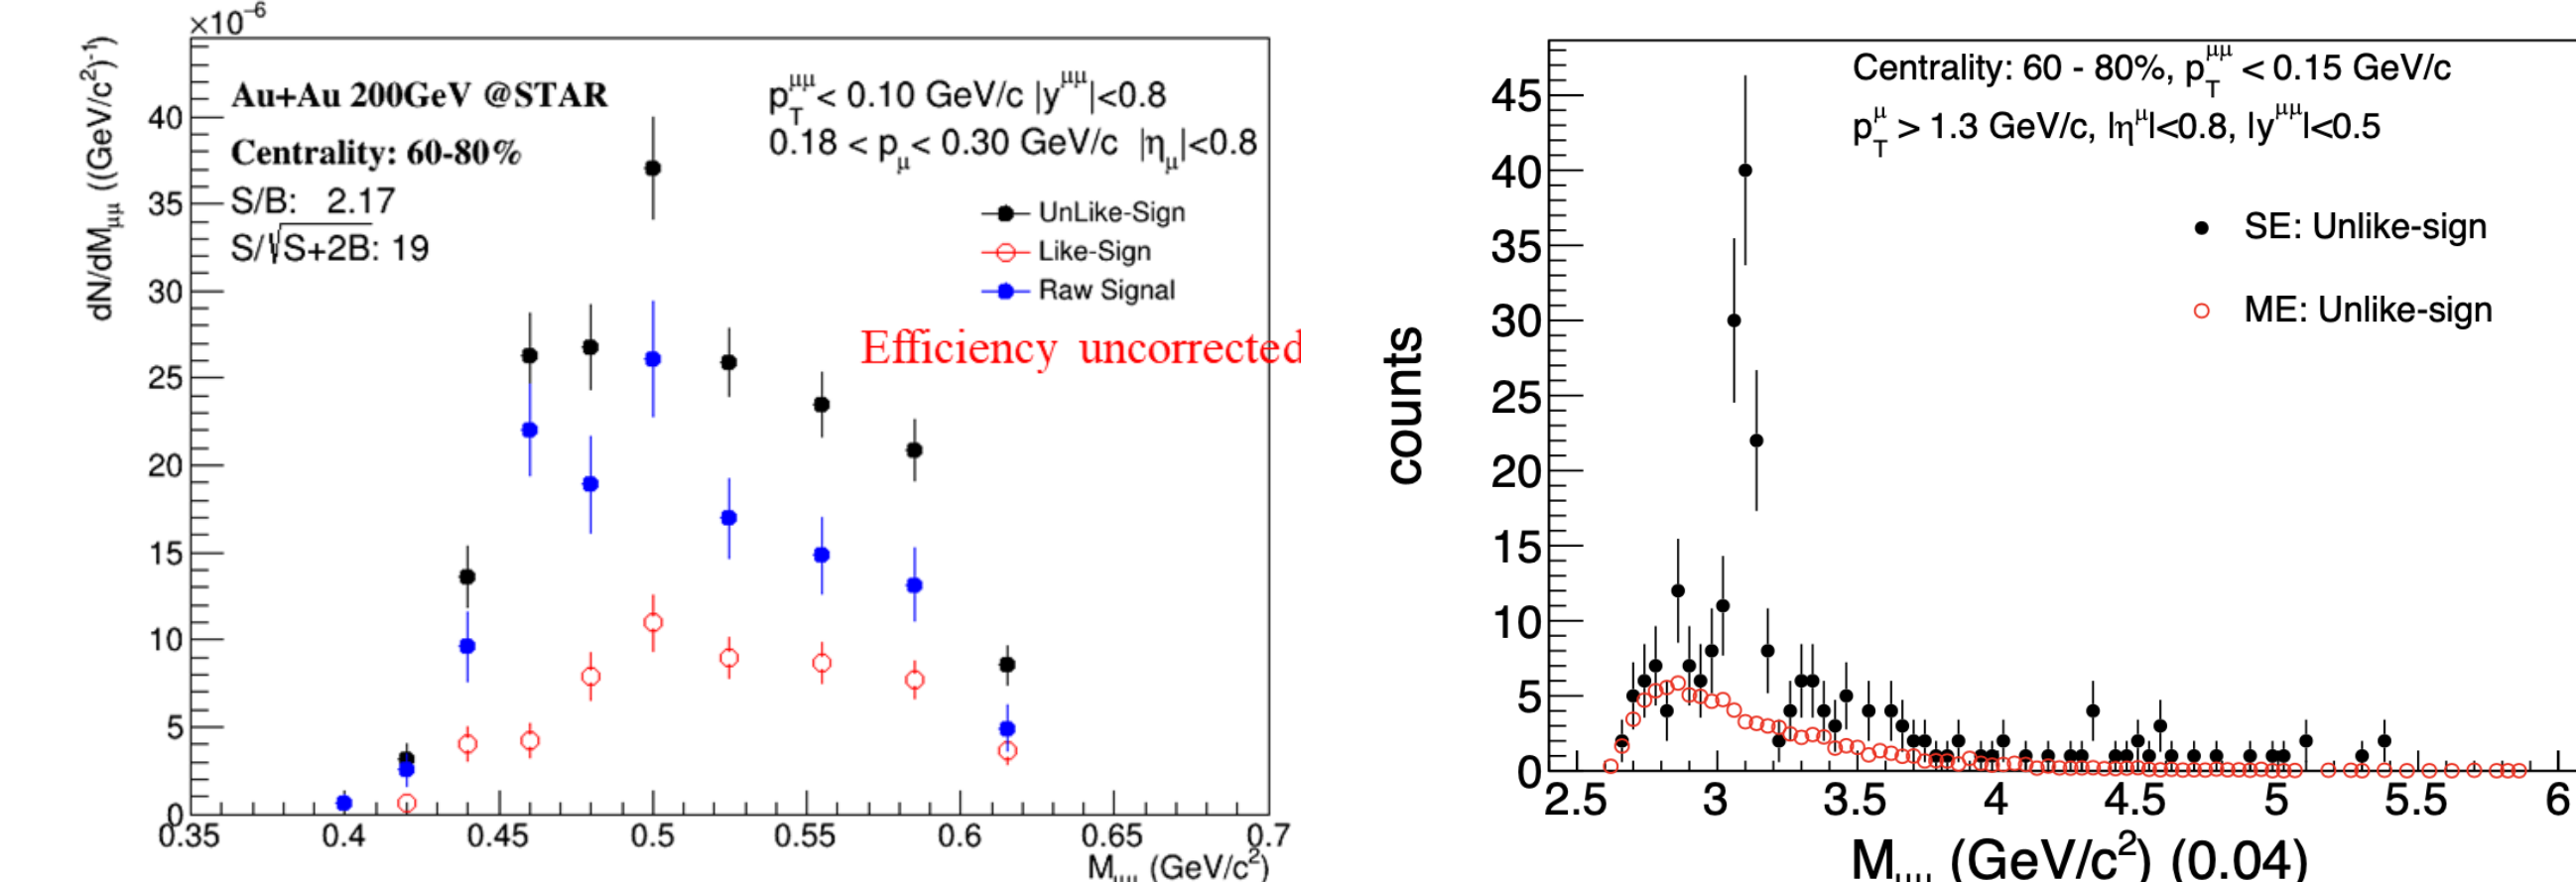 ×10⁻⁶
dN/dM_μμ ((GeV/c²)⁻¹)
Au+Au 200GeV @STAR
Centrality: 60-80%
S/B: 2.17
S/√S+2B: 19
p_T^μμ < 0.10 GeV/c |y^μμ|<0.8
0.18 < p_μ < 0.30 GeV/c |η_μ|<0.8
UnLike-Sign
Like-Sign
Raw Signal
Efficiency uncorrected
40
35
30
25
20
15
10
5
0
0.35 0.4 0.45 0.5 0.55 0.6 0.65 0.7
M_μμ (GeV/c²)
counts
Centrality: 60 - 80%, p_T^μμ < 0.15 GeV/c
p_T^μ > 1.3 GeV/c, |η^μ|<0.8, |y^μμ|<0.5
SE: Unlike-sign
ME: Unlike-sign
45
40
35
30
25
20
15
10
5
0
2.5 3 3.5 4 4.5 5 5.5 6
M_μμ (GeV/c²) (0.04)